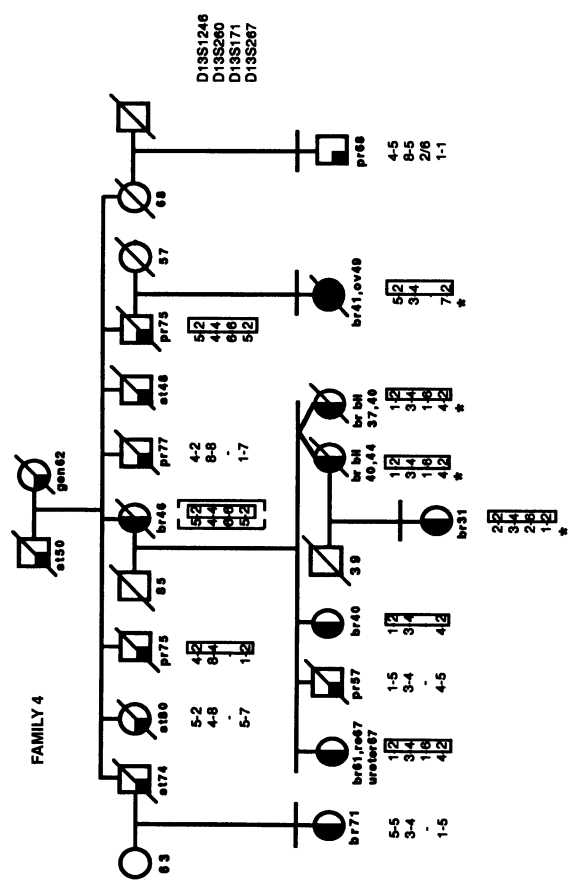 FAMILY 4
st50
gen62
D13S1246
D13S260
D13S171
D13S267
63
st74
st80
5-2
4-8
-
5-7
pr75
4-2
8-4
-
1-2
85
br46
5-2
4-4
6-6
5-2
pr77
4-2
8-8
-
1-7
st48
pr75
5-2
4-4
6-6
5-2
57
68
br71
5-5
3-4
-
1-5
br61,re67
ureter67
1-2
3-4
1-6
4-2
pr57
1-5
3-4
-
4-5
br40
1-2
3-4
4-2
39
br bil
40,44
1-2
3-4
1-6
4-2
*
br bil
37,40
1-2
3-4
1-6
4-2
*
br31
2-2
3-4
2-6
1-2
*
br41,ov49
5-2
3-4
7-2
*
pr68
4-5
8-5
2/6
1-1